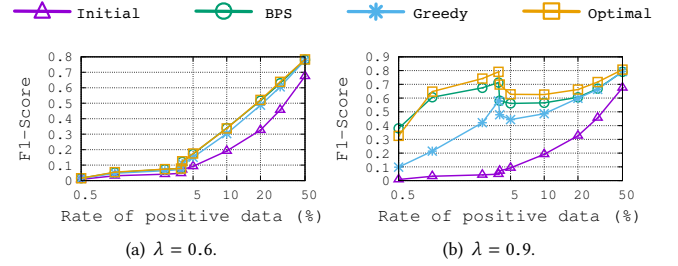 Initial BPS Greedy Optimal
0.8 0.7 0.6 0.5 0.4 0.3 0.2 0.1 0
F1-Score
0.5 5 10 20 50
Rate of positive data (%)
(a) λ = 0.6.
0.9 0.8 0.7 0.6 0.5 0.4 0.3 0.2 0.1 0
F1-Score
0.5 5 10 20 50
Rate of positive data (%)
(b) λ = 0.9.